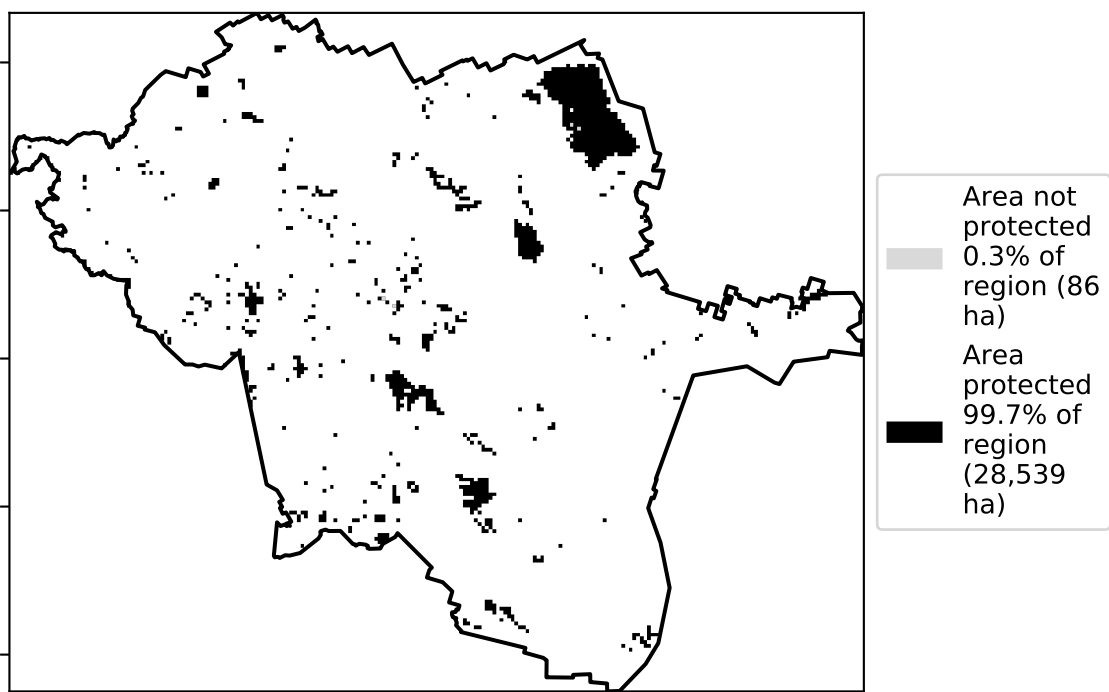 Area not
protected
0.3% of
region (86
ha)
Area
protected
99.7% of
region
(28,539
ha)